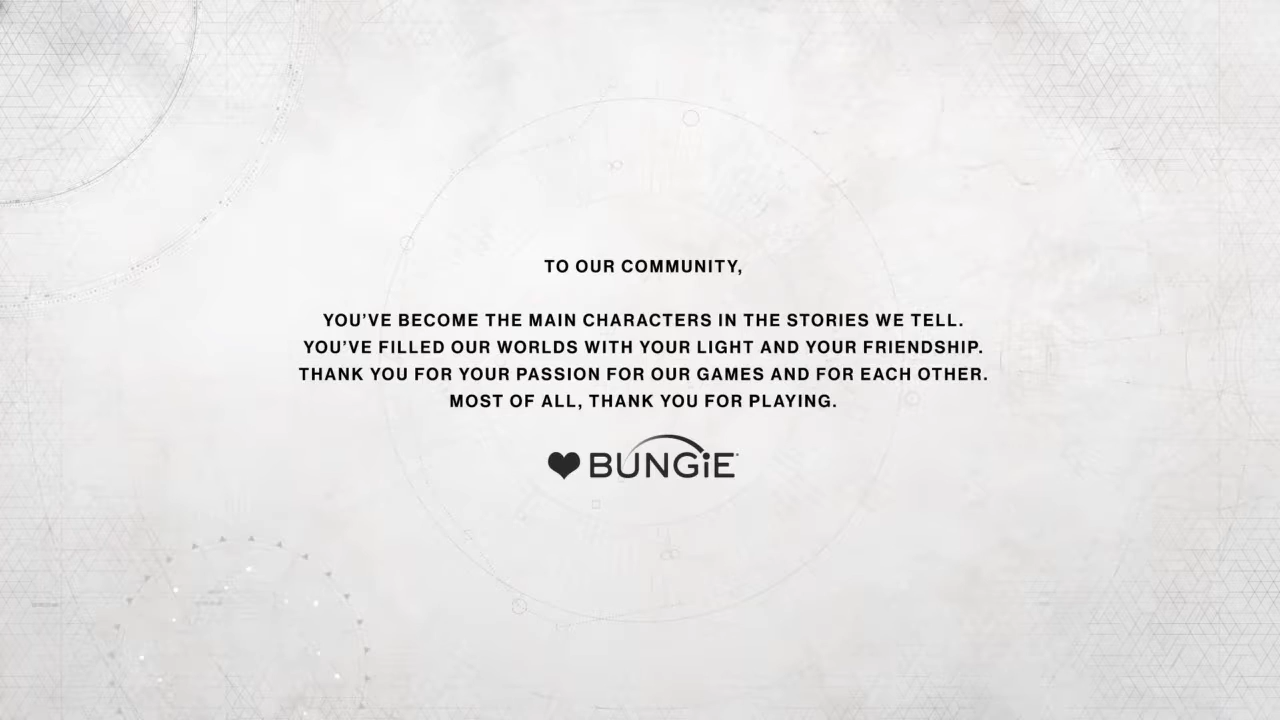 TO OUR COMMUNITY,
YOU'VE BECOME THE MAIN CHARACTERS IN THE STORIES WE TELL.
YOU'VE FILLED OUR WORLDS WITH YOUR LIGHT AND YOUR FRIENDSHIP.
THANK YOU FOR YOUR PASSION FOR OUR GAMES AND FOR EACH OTHER.
MOST OF ALL, THANK YOU FOR PLAYING.
♥ BUNGiE